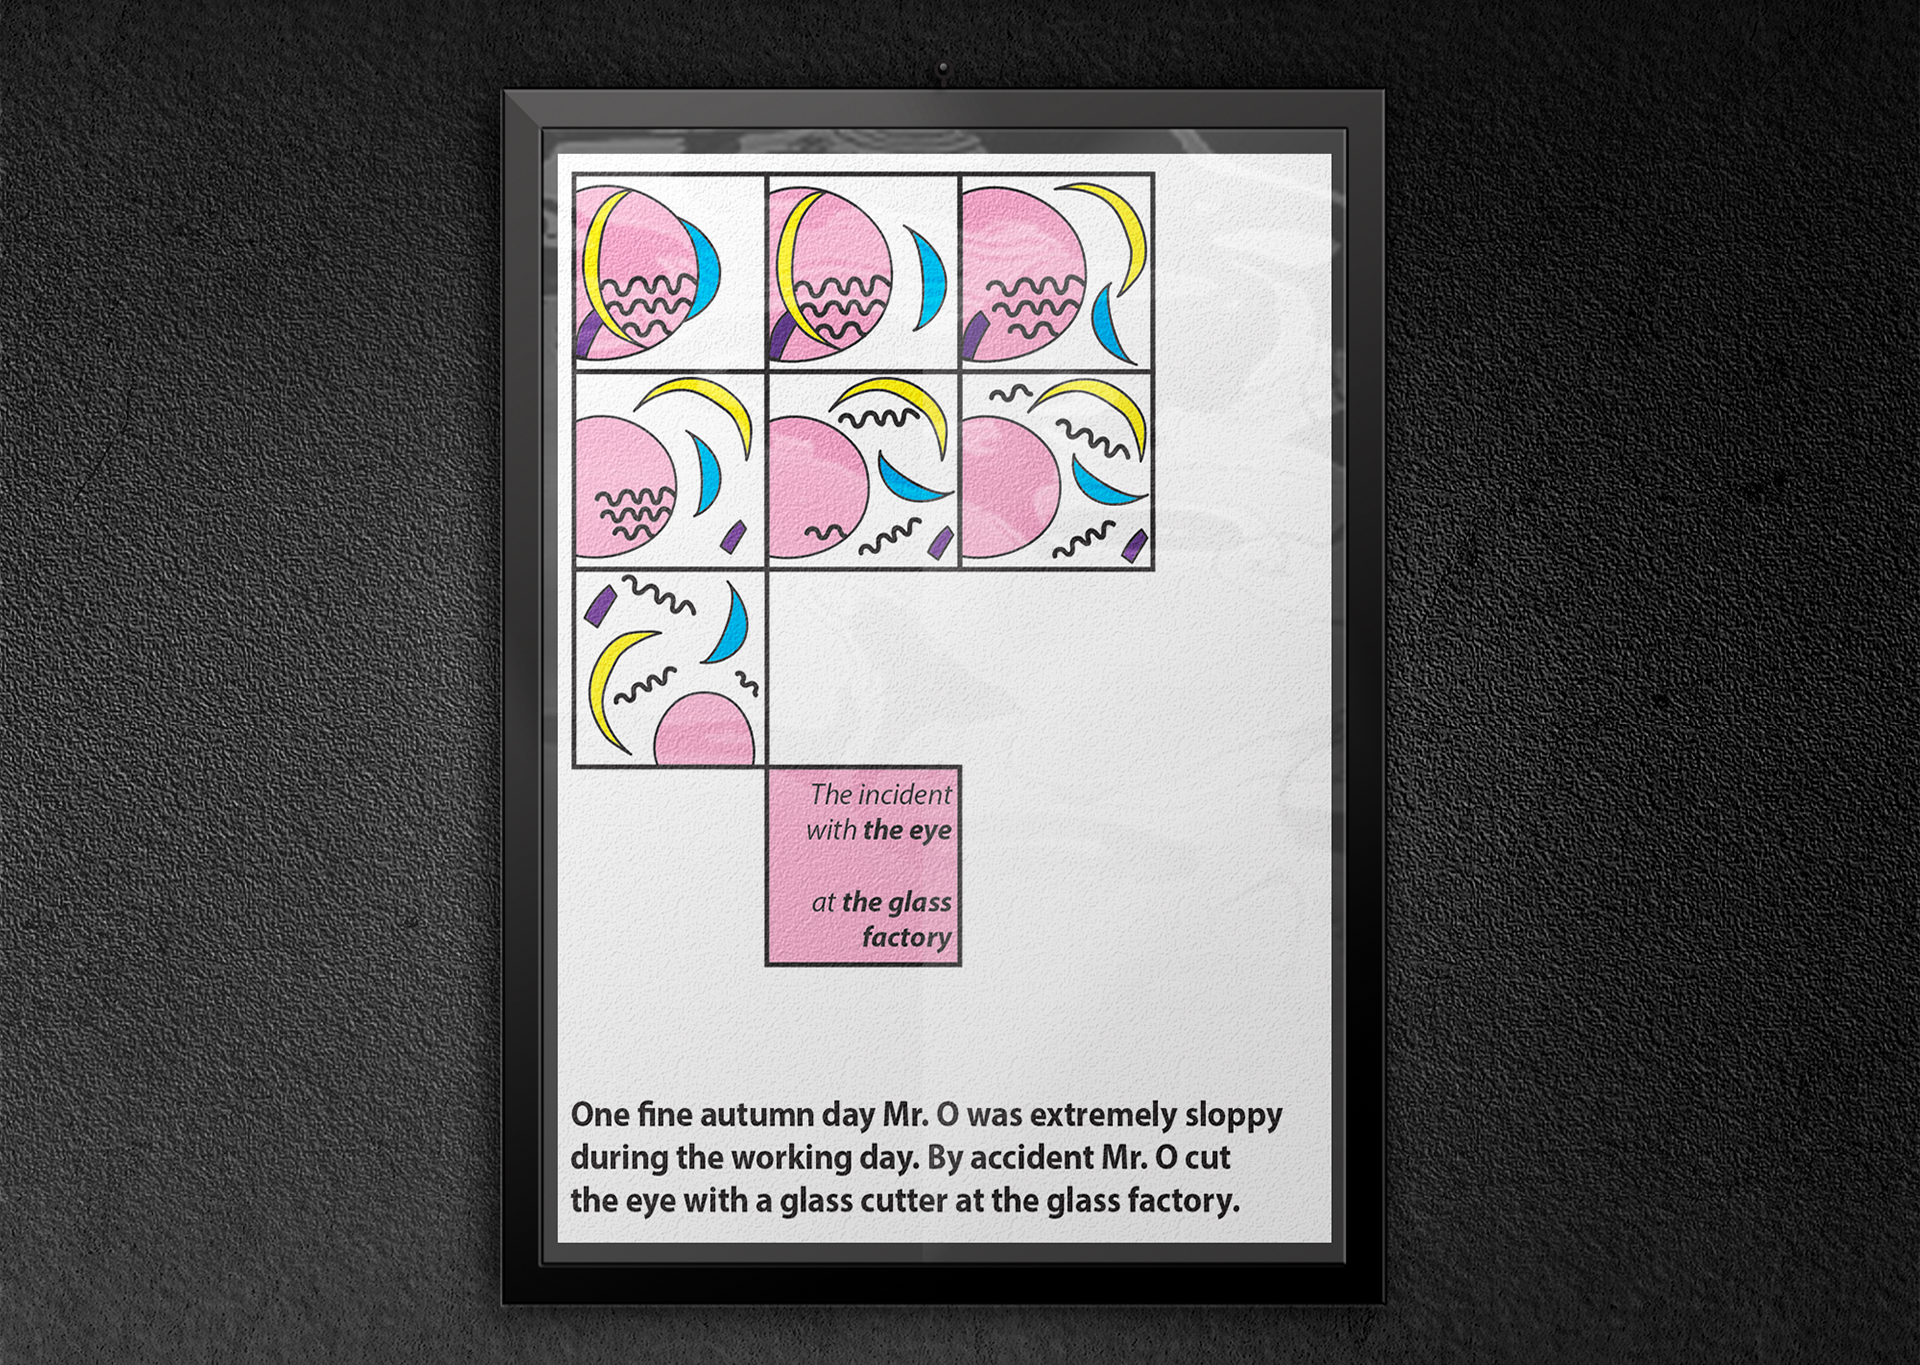 The incident
with the eye
at the glass
factory
One fine autumn day Mr. O was extremely sloppy
during the working day. By accident Mr. O cut
the eye with a glass cutter at the glass factory.